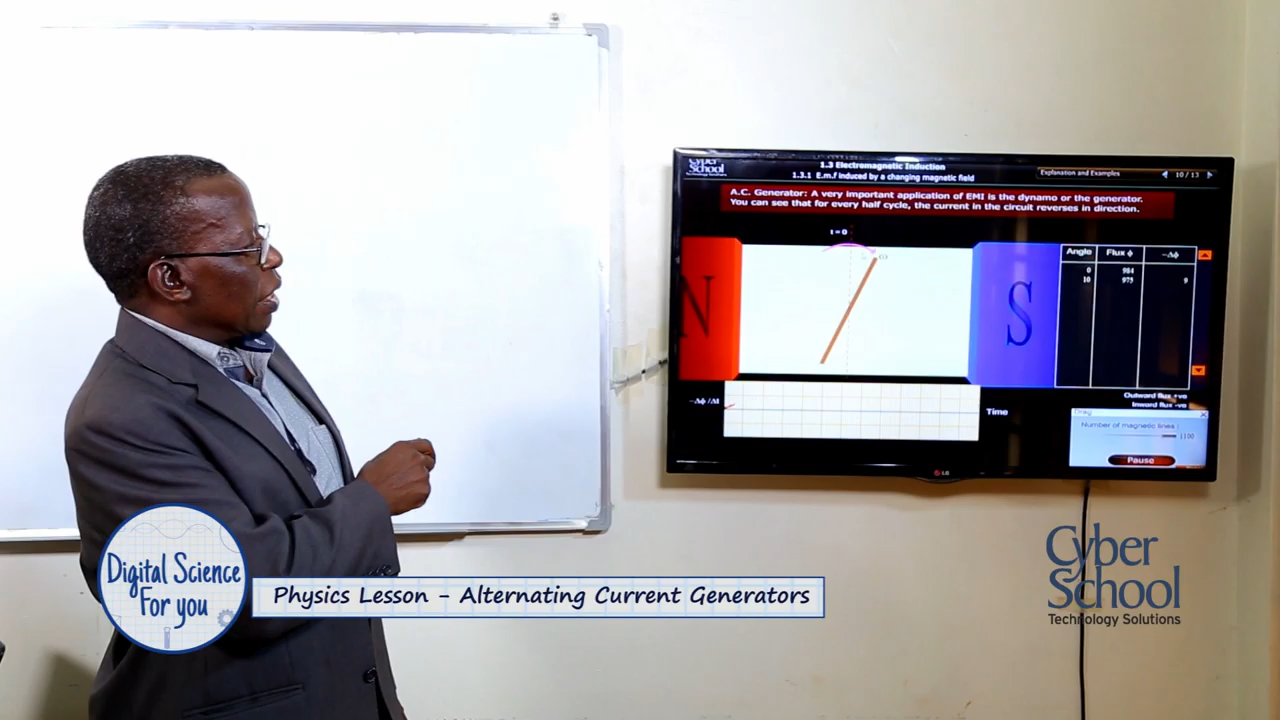 Cyber
School
Technology Solutions
1.3 Electromagnetic Induction
1.3.1 E.m.f induced by a changing magnetic field
Explanation and Examples
10 / 13
A.C. Generator: A very important application of EMI is the dynamo or the generator.
You can see that for every half cycle, the current in the circuit reverses in direction.
t = 0
N
S
Angle Flux ϕ -Δϕ
0 984
10 975 9
-Δϕ/Δt
Time
Outward flux +ve
Inward flux -ve
Drag
Number of magnetic lines
1100
Pause
LG
Digital Science
For you
Physics Lesson - Alternating Current Generators
Cyber
School
Technology Solutions